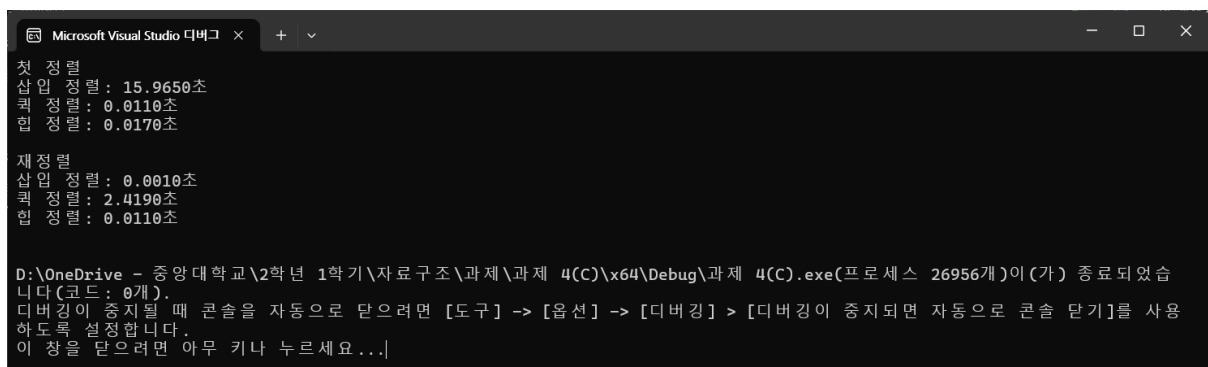 Microsoft Visual Studio 디버그
첫 정렬
삽입 정렬: 15.9650초
퀵 정렬: 0.0110초
힙 정렬: 0.0170초
재정렬
삽입 정렬: 0.0010초
퀵 정렬: 2.4190초
힙 정렬: 0.0110초
D:\OneDrive - 중앙대학교\2학년 1학기\자료구조\과제\과제 4(C)\x64\Debug\과제 4(C).exe(프로세스 26956개)이(가) 종료되었습
니다(코드: 0개).
디버깅이 중지될 때 콘솔을 자동으로 닫으려면 [도구] -> [옵션] -> [디버깅] > [디버깅이 중지되면 자동으로 콘솔 닫기]를 사용
하도록 설정합니다.
이 창을 닫으려면 아무 키나 누르세요...